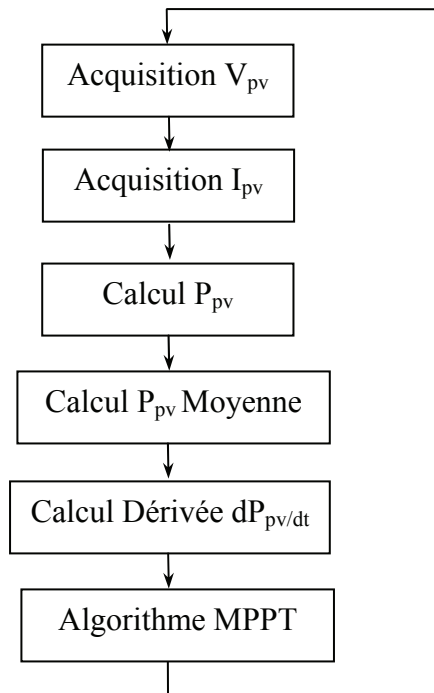 Acquisition Vpv
Acquisition Ipv
Calcul Ppv
Calcul Ppv Moyenne
Calcul Dérivée dPpv/dt
Algorithme MPPT